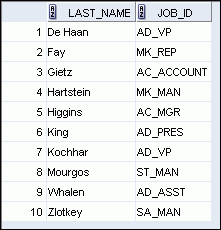 LAST_NAME JOB_ID
1 De Haan AD_VP
2 Fay MK_REP
3 Gietz AC_ACCOUNT
4 Hartstein MK_MAN
5 Higgins AC_MGR
6 King AD_PRES
7 Kochhar AD_VP
8 Mourgos ST_MAN
9 Whalen AD_ASST
10 Zlotkey SA_MAN